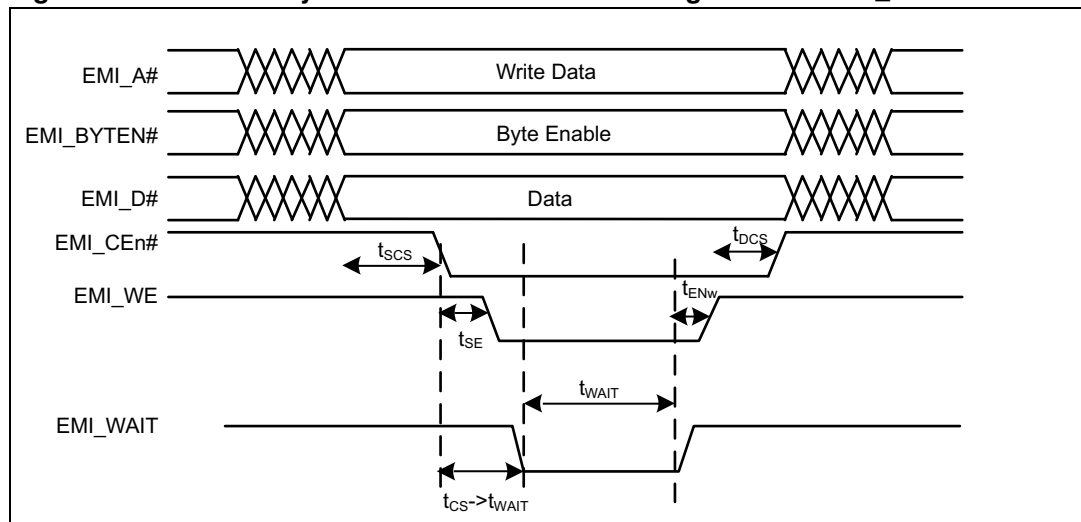 EMI_A#
Write Data
EMI_BYTEN#
Byte Enable
EMI_D#
Data
EMI_CEn#
tSCS
tDCS
EMI_WE
tENw
tSE
tWAIT
EMI_WAIT
tCS->tWAIT